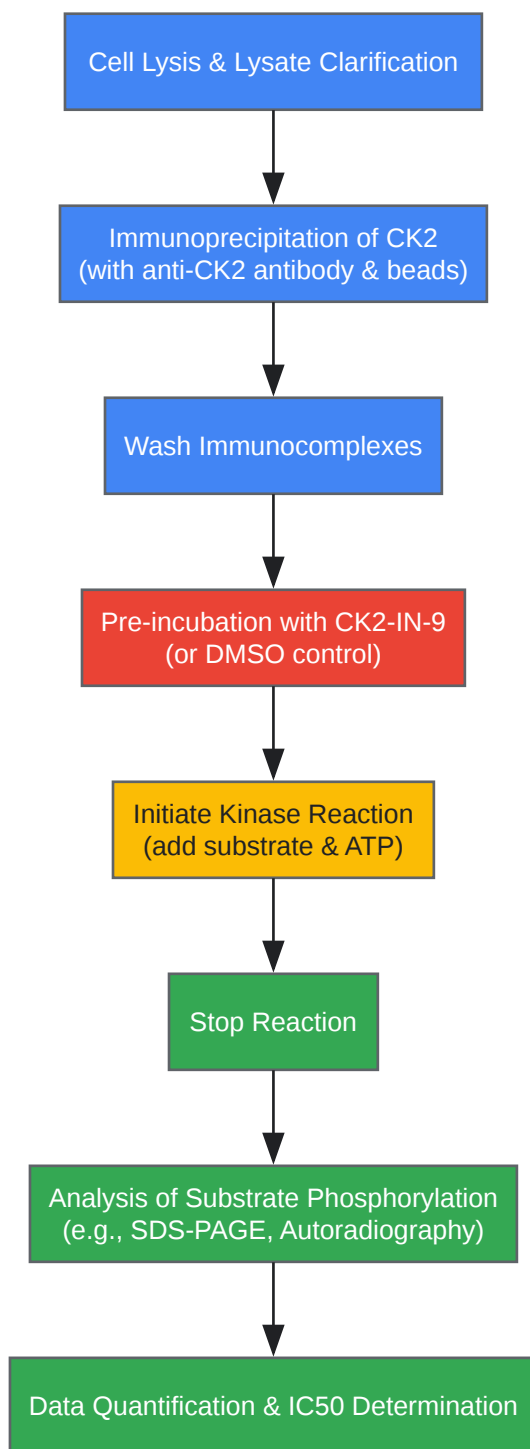 Cell Lysis & Lysate Clarification
Immunoprecipitation of CK2
(with anti-CK2 antibody & beads)
Wash Immunocomplexes
Pre-incubation with CK2-IN-9
(or DMSO control)
Initiate Kinase Reaction
(add substrate & ATP)
Stop Reaction
Analysis of Substrate Phosphorylation
(e.g., SDS-PAGE, Autoradiography)
Data Quantification & IC50 Determination